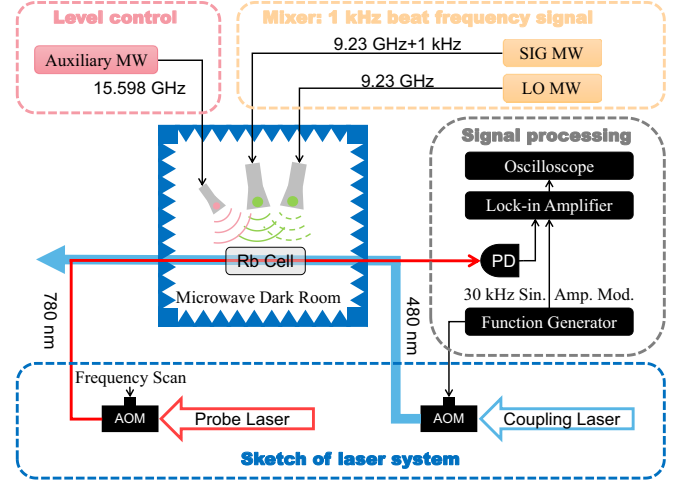 Level control
Auxiliary MW
15.598 GHz
Mixer: 1 kHz beat frequency signal
9.23 GHz+1 kHz
SIG MW
9.23 GHz
LO MW
Signal processing
Oscilloscope
Lock-in Amplifier
PD
30 kHz Sin. Amp. Mod.
Function Generator
Rb Cell
Microwave Dark Room
780 nm
480 nm
Frequency Scan
AOM
Probe Laser
AOM
Coupling Laser
Sketch of laser system